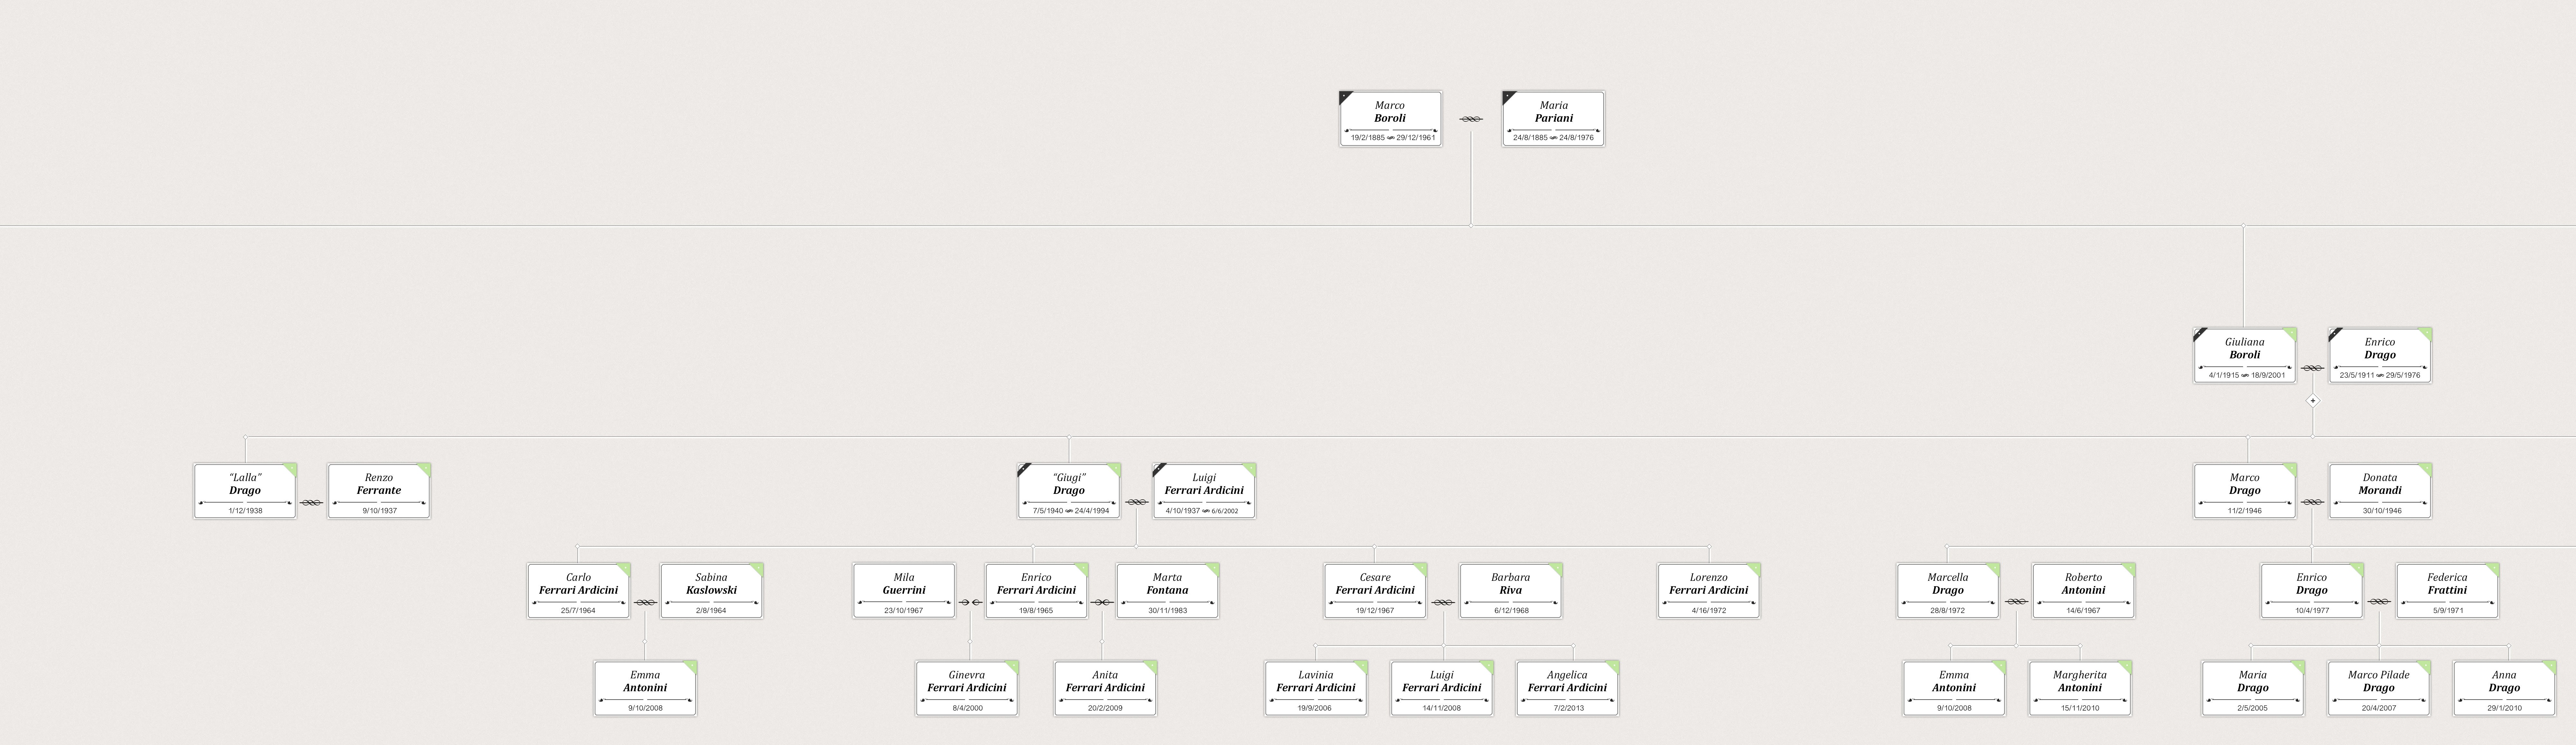 Marco
Boroli
19/2/1885 29/12/1961
Maria
Pariani
24/8/1885 24/8/1976
Giuliana
Boroli
4/1/1915 18/9/2001
Enrico
Drago
23/5/1911 29/5/1976
"Lalla"
Drago
1/12/1938
Renzo
Ferrante
9/10/1937
"Giugi"
Drago
7/5/1940 24/4/1994
Luigi
Ferrari Ardicini
4/10/1937 6/6/2002
Marco
Drago
11/2/1946
Donata
Morandi
30/10/1946
Carlo
Ferrari Ardicini
25/7/1964
Sabina
Kaslowski
2/8/1964
Mila
Guerrini
23/10/1967
Enrico
Ferrari Ardicini
19/8/1965
Marta
Fontana
30/11/1983
Cesare
Ferrari Ardicini
19/12/1967
Barbara
Riva
6/12/1968
Lorenzo
Ferrari Ardicini
4/16/1972
Marcella
Drago
28/8/1972
Roberto
Antonini
14/6/1967
Enrico
Drago
10/4/1977
Federica
Frattini
5/9/1971
Emma
Antonini
9/10/2008
Ginevra
Ferrari Ardicini
8/4/2000
Anita
Ferrari Ardicini
20/2/2009
Lavinia
Ferrari Ardicini
19/9/2006
Luigi
Ferrari Ardicini
14/11/2008
Angelica
Ferrari Ardicini
7/2/2013
Emma
Antonini
9/10/2008
Margherita
Antonini
15/11/2010
Maria
Drago
2/5/2005
Marco Pilade
Drago
20/4/2007
Anna
Drago
29/1/2010